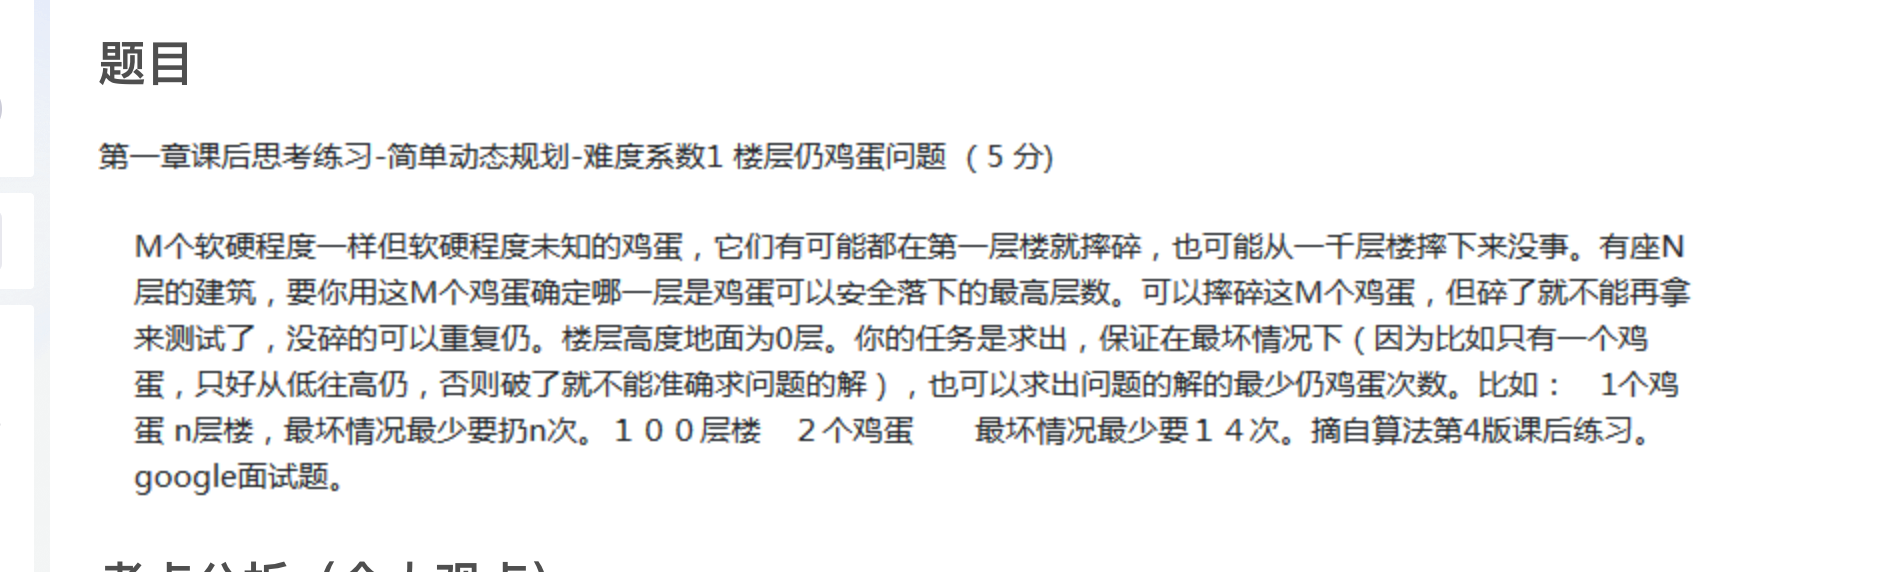 题目
第一章课后思考练习-简单动态规划-难度系数1 楼层仍鸡蛋问题 （５分)
M个软硬程度一样但软硬程度未知的鸡蛋，它们有可能都在第一层楼就摔碎，也可能从一千层楼摔下来没事。有座N
层的建筑，要你用这M个鸡蛋确定哪一层是鸡蛋可以安全落下的最高层数。可以摔碎这M个鸡蛋，但碎了就不能再拿
来测试了，没碎的可以重复仍。楼层高度地面为0层。你的任务是求出，保证在最坏情况下（因为比如只有一个鸡
蛋，只好从低往高仍，否则破了就不能准确求问题的解），也可以求出问题的解的最少仍鸡蛋次数。比如：　1个鸡
蛋 n层楼，最坏情况最少要扔n次。１００层楼　２个鸡蛋　　最坏情况最少要１４次。摘自算法第4版课后练习。
google面试题。
考点分析（个人观点）